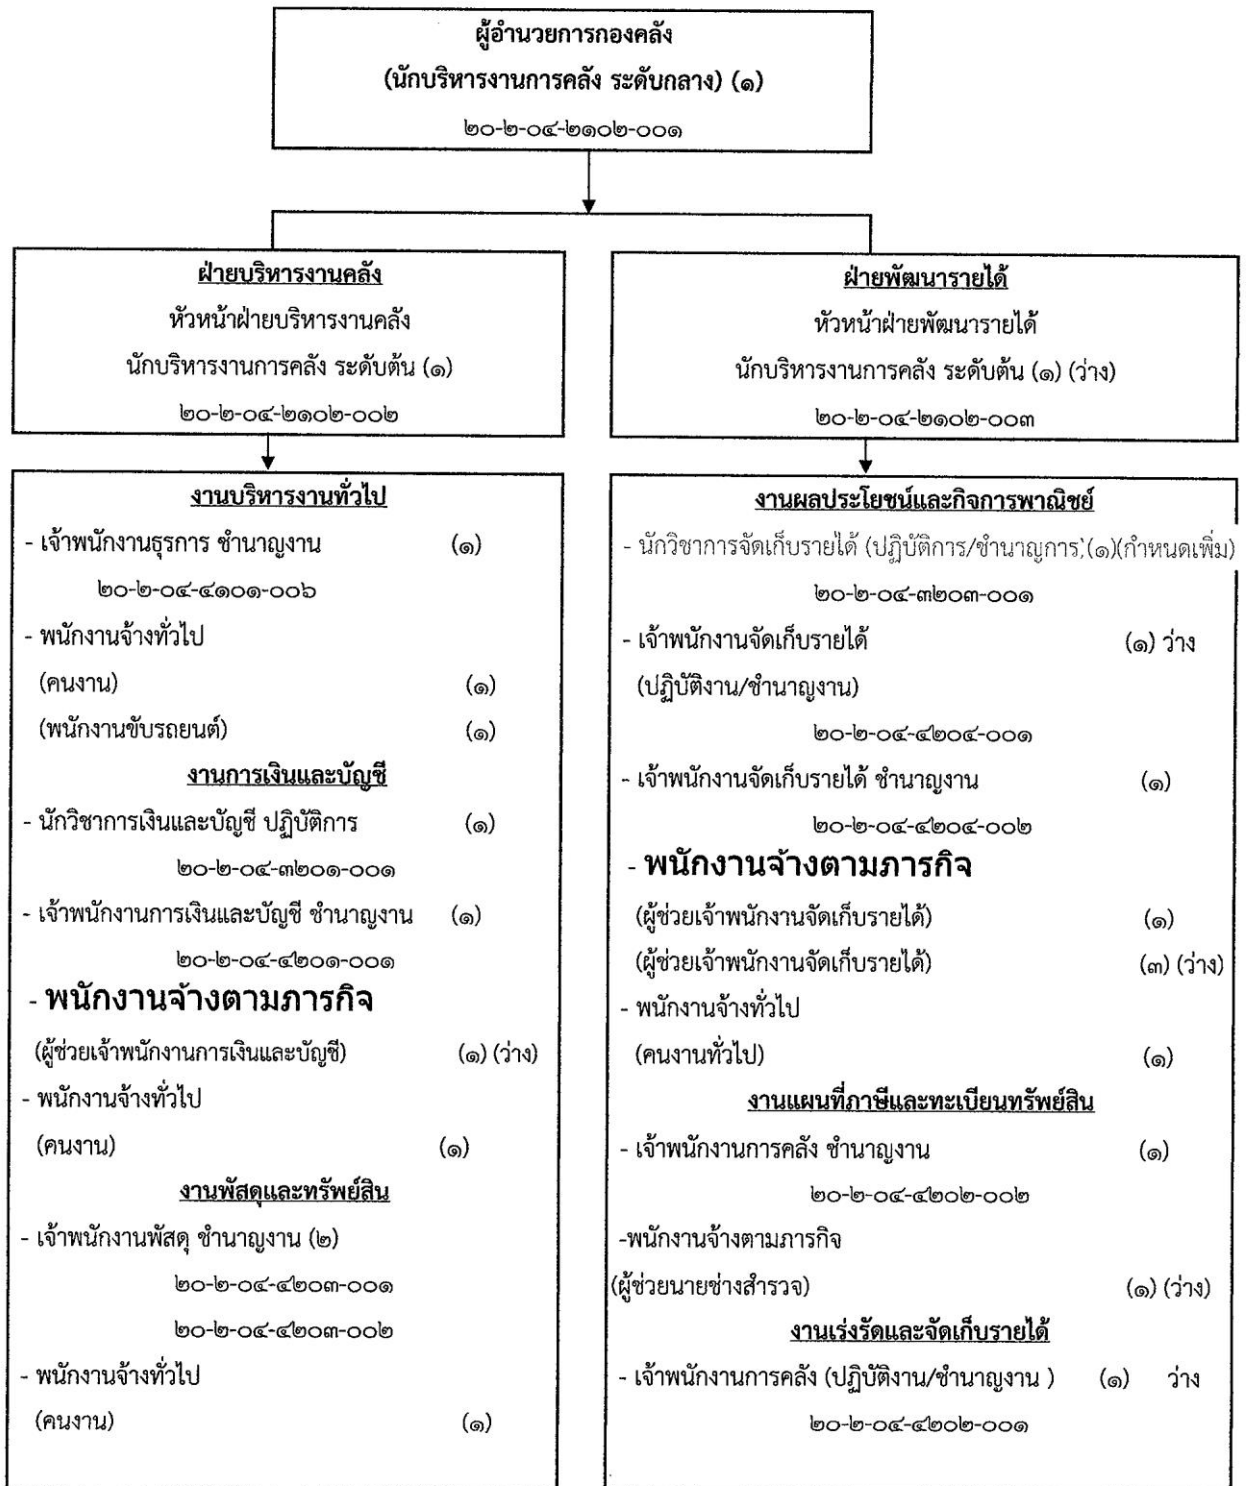 ผู้อำนวยการกองคลัง
(นักบริหารงานการคลัง ระดับกลาง) (๑)
๒๐-๒-๐๔-๒๑๐๒-๐๐๑
ฝ่ายบริหารงานคลัง
หัวหน้าฝ่ายบริหารงานคลัง
นักบริหารงานการคลัง ระดับต้น (๑)
๒๐-๒-๐๔-๒๑๐๒-๐๐๒
งานบริหารงานทั่วไป
- เจ้าพนักงานธุรการ ชำนาญงาน (๑)
๒๐-๒-๐๔-๔๑๐๑-๐๐๖
- พนักงานจ้างทั่วไป
(คนงาน) (๑)
(พนักงานขับรถยนต์) (๑)
งานการเงินและบัญชี
- นักวิชาการเงินและบัญชี ปฏิบัติการ (๑)
๒๐-๒-๐๔-๓๒๐๑-๐๐๑
- เจ้าพนักงานการเงินและบัญชี ชำนาญงาน (๑)
๒๐-๒-๐๔-๔๒๐๑-๐๐๑
- พนักงานจ้างตามภารกิจ
(ผู้ช่วยเจ้าพนักงานการเงินและบัญชี) (๑) (ว่าง)
- พนักงานจ้างทั่วไป
(คนงาน) (๑)
งานพัสดุและทรัพย์สิน
- เจ้าพนักงานพัสดุ ชำนาญงาน (๒)
๒๐-๒-๐๔-๔๒๐๓-๐๐๑
๒๐-๒-๐๔-๔๒๐๓-๐๐๒
- พนักงานจ้างทั่วไป
(คนงาน) (๑)
ฝ่ายพัฒนารายได้
หัวหน้าฝ่ายพัฒนารายได้
นักบริหารงานการคลัง ระดับต้น (๑) (ว่าง)
๒๐-๒-๐๔-๒๑๐๒-๐๐๓
งานผลประโยชน์และกิจการพาณิชย์
- นักวิชาการจัดเก็บรายได้ (ปฏิบัติการ/ชำนาญการ)(๑)(กำหนดเพิ่ม)
๒๐-๒-๐๔-๓๒๐๓-๐๐๑
- เจ้าพนักงานจัดเก็บรายได้ (๑) ว่าง
(ปฏิบัติงาน/ชำนาญงาน)
๒๐-๒-๐๔-๔๒๐๔-๐๐๑
- เจ้าพนักงานจัดเก็บรายได้ ชำนาญงาน (๑)
๒๐-๒-๐๔-๔๒๐๔-๐๐๒
- พนักงานจ้างตามภารกิจ
(ผู้ช่วยเจ้าพนักงานจัดเก็บรายได้) (๑)
(ผู้ช่วยเจ้าพนักงานจัดเก็บรายได้) (๓) (ว่าง)
- พนักงานจ้างทั่วไป
(คนงานทั่วไป) (๑)
งานแผนที่ภาษีและทะเบียนทรัพย์สิน
- เจ้าพนักงานการคลัง ชำนาญงาน (๑)
๒๐-๒-๐๔-๔๒๐๒-๐๐๒
-พนักงานจ้างตามภารกิจ
(ผู้ช่วยนายช่างสำรวจ) (๑) (ว่าง)
งานเร่งรัดและจัดเก็บรายได้
- เจ้าพนักงานการคลัง (ปฏิบัติงาน/ชำนาญงาน ) (๑) ว่าง
๒๐-๒-๐๔-๔๒๐๒-๐๐๑